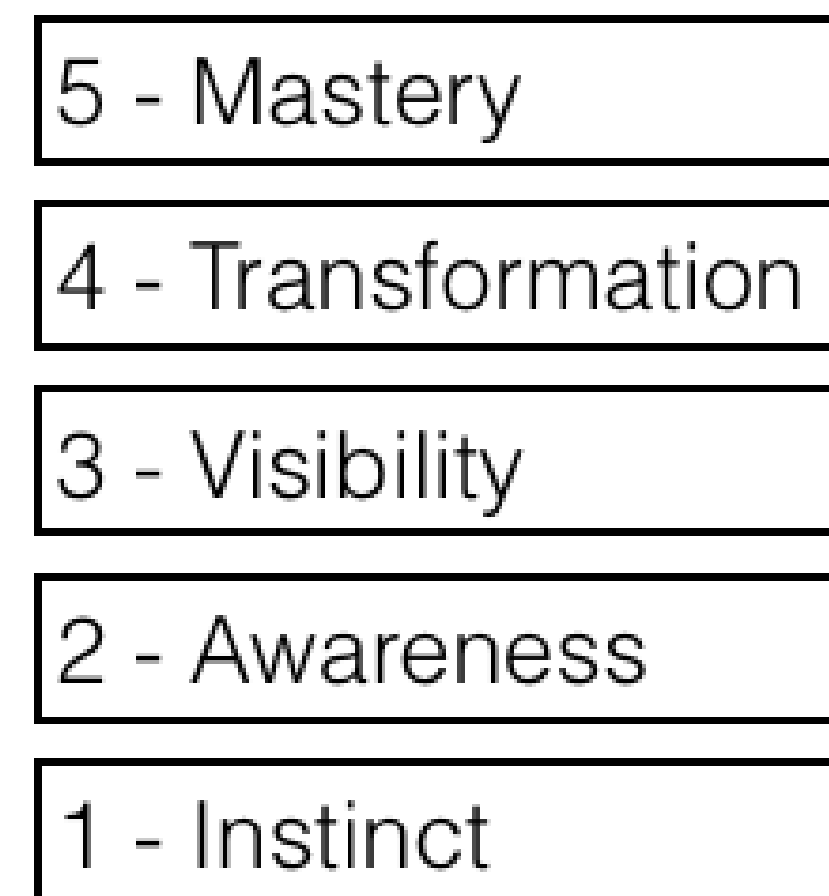 5 - Mastery
4 - Transformation
3 - Visibility
2 - Awareness
1 - Instinct